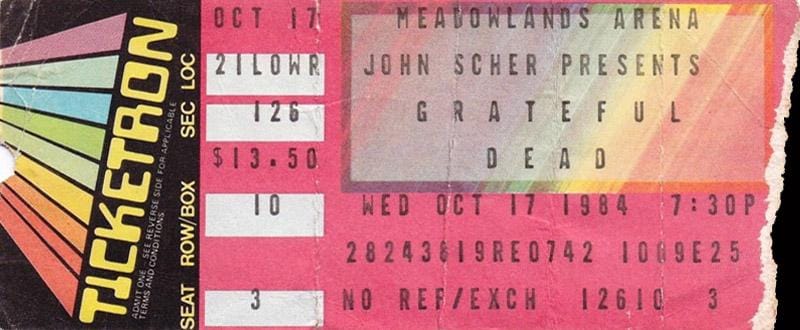 TICKETRON
ADMIT ONE - SEE REVERSE SIDE FOR APPLICABLE
TERMS AND CONDITIONS.
SEAT ROW/BOX SEC LOC
OCT 17
21LOWR
126
$13.50
10
3
MEADOWLANDS ARENA
JOHN SCHER PRESENTS
GRATEFUL
DEAD
WED OCT 17 1984 7:30P
28243619RE0742 1009E25
NO REF/EXCH 12610 3